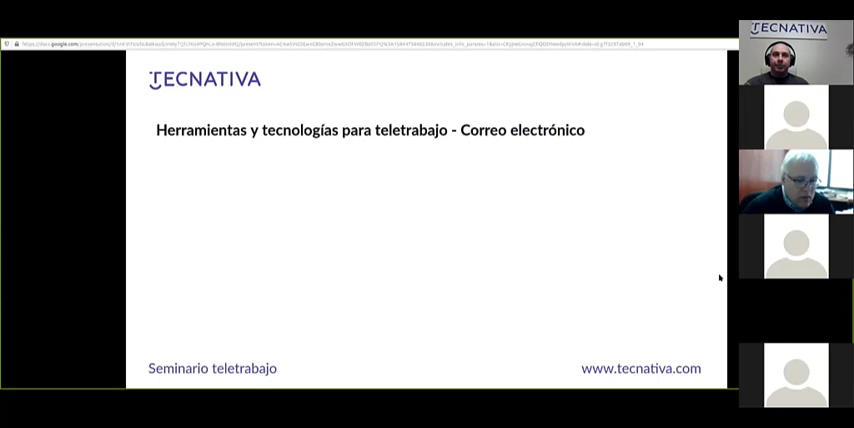 TECNATIVA
TECNATIVA
Herramientas y tecnologías para teletrabajo - Correo electrónico
Seminario teletrabajo
www.tecnativa.com